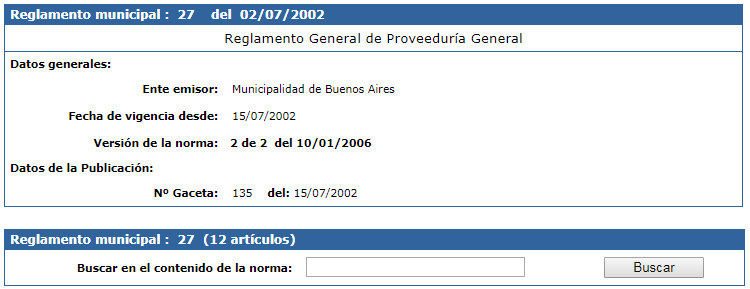 Reglamento municipal : 27 del 02/07/2002
Reglamento General de Proveeduría General
Datos generales:
Ente emisor: Municipalidad de Buenos Aires
Fecha de vigencia desde: 15/07/2002
Versión de la norma: 2 de 2 del 10/01/2006
Datos de la Publicación:
Nº Gaceta: 135 del: 15/07/2002
Reglamento municipal : 27 (12 artículos)
Buscar en el contenido de la norma: Buscar